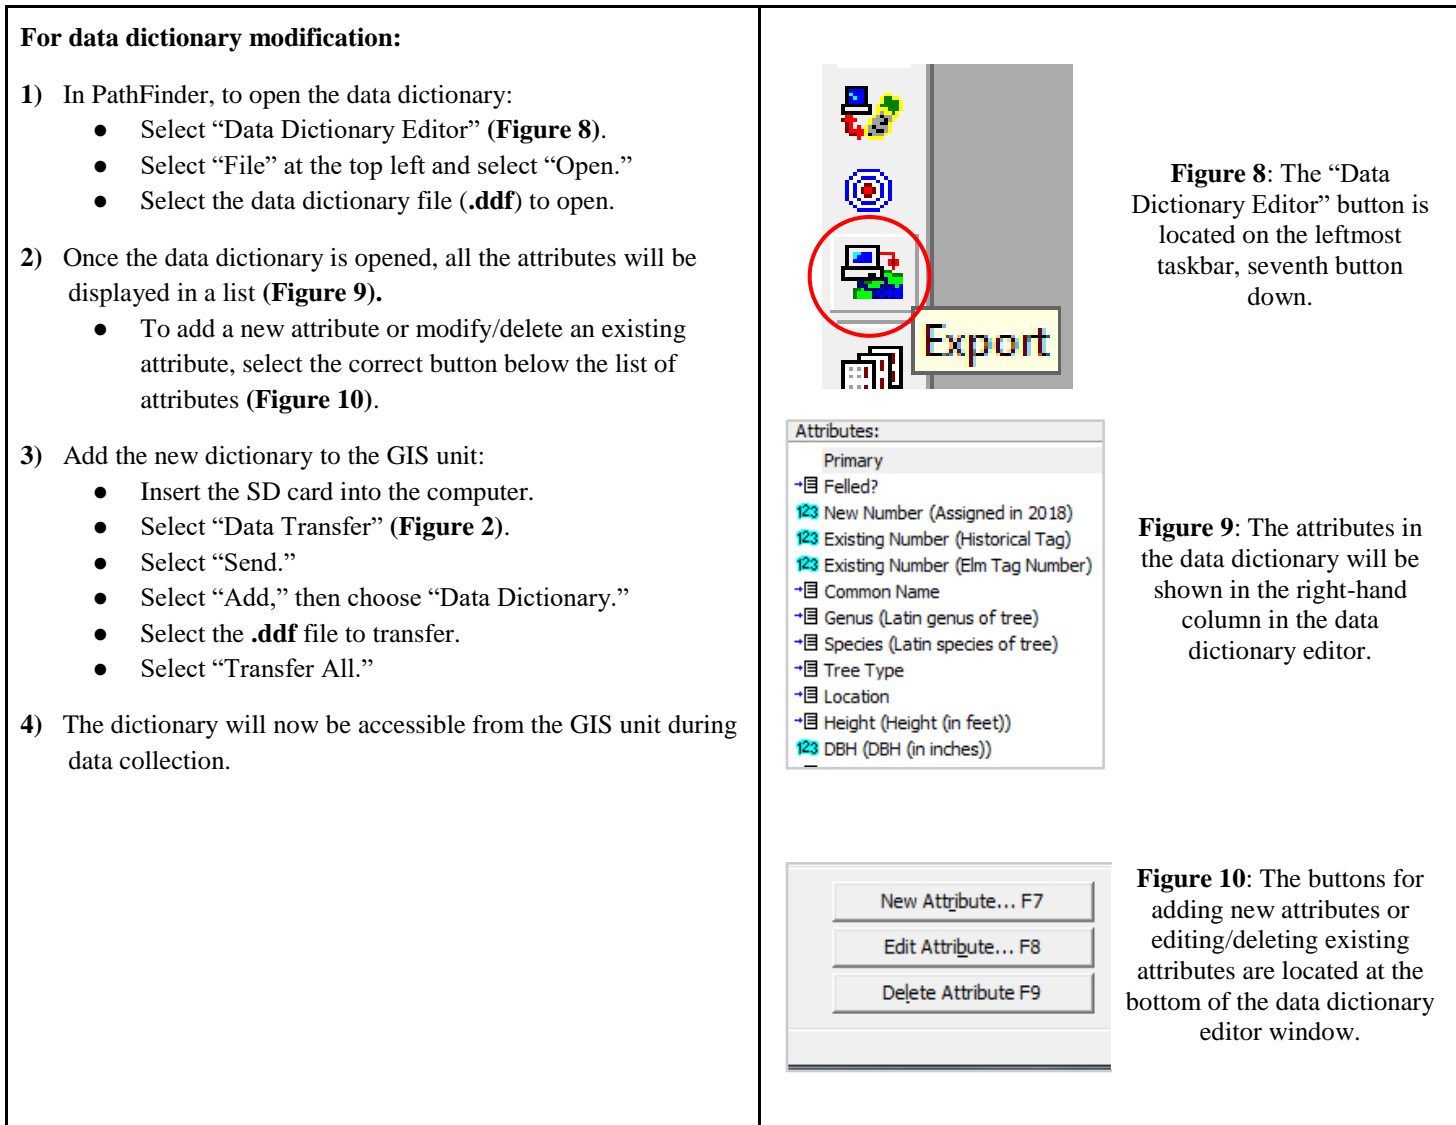 For data dictionary modification:
1) In PathFinder, to open the data dictionary:
● Select “Data Dictionary Editor” (Figure 8).
● Select “File” at the top left and select “Open.”
● Select the data dictionary file (.ddf) to open.
2) Once the data dictionary is opened, all the attributes will be
displayed in a list (Figure 9).
● To add a new attribute or modify/delete an existing
attribute, select the correct button below the list of
attributes (Figure 10).
3) Add the new dictionary to the GIS unit:
● Insert the SD card into the computer.
● Select “Data Transfer” (Figure 2).
● Select “Send.”
● Select “Add,” then choose “Data Dictionary.”
● Select the .ddf file to transfer.
● Select “Transfer All.”
4) The dictionary will now be accessible from the GIS unit during
data collection.
Export
Figure 8: The “Data
Dictionary Editor” button is
located on the leftmost
taskbar, seventh button
down.
Attributes:
Primary
Felled?
123 New Number (Assigned in 2018)
123 Existing Number (Historical Tag)
123 Existing Number (Elm Tag Number)
Common Name
Genus (Latin genus of tree)
Species (Latin species of tree)
Tree Type
Location
Height (Height (in feet))
123 DBH (DBH (in inches))
Figure 9: The attributes in
the data dictionary will be
shown in the right-hand
column in the data
dictionary editor.
New Attribute... F7
Edit Attribute... F8
Delete Attribute F9
Figure 10: The buttons for
adding new attributes or
editing/deleting existing
attributes are located at the
bottom of the data dictionary
editor window.